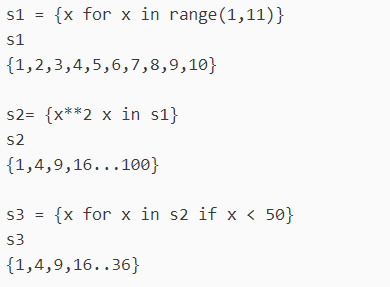 s1 = {x for x in range(1,11)}
s1
{1,2,3,4,5,6,7,8,9,10}
s2= {x**2 x in s1}
s2
{1,4,9,16...100}
s3 = {x for x in s2 if x < 50}
s3
{1,4,9,16..36}